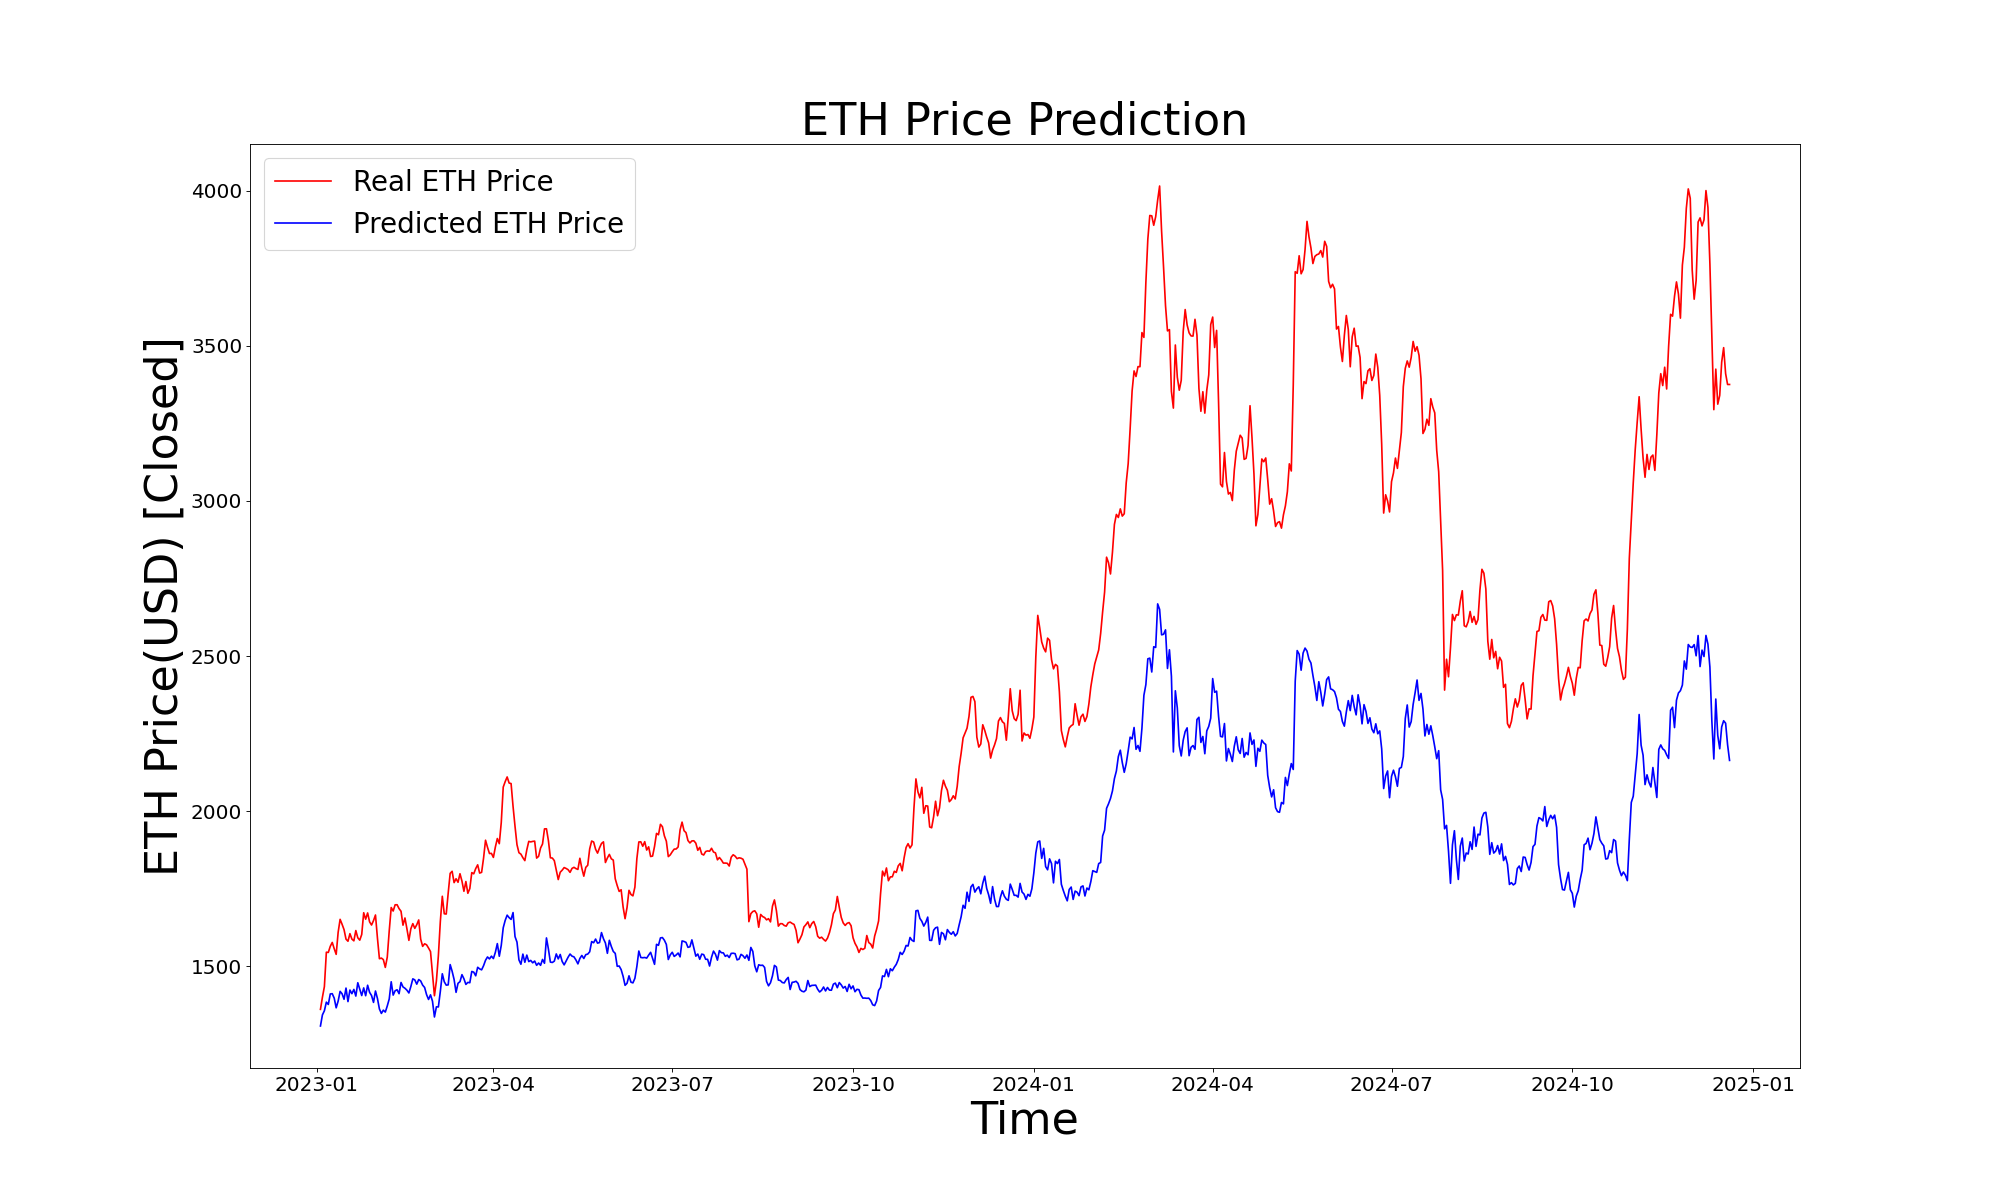 ETH Price Prediction
Real ETH Price
Predicted ETH Price
ETH Price(USD) [Closed]
4000
3500
3000
2500
2000
1500
2023-01 2023-04 2023-07 2023-10 2024-01 2024-04 2024-07 2024-10 2025-01
Time